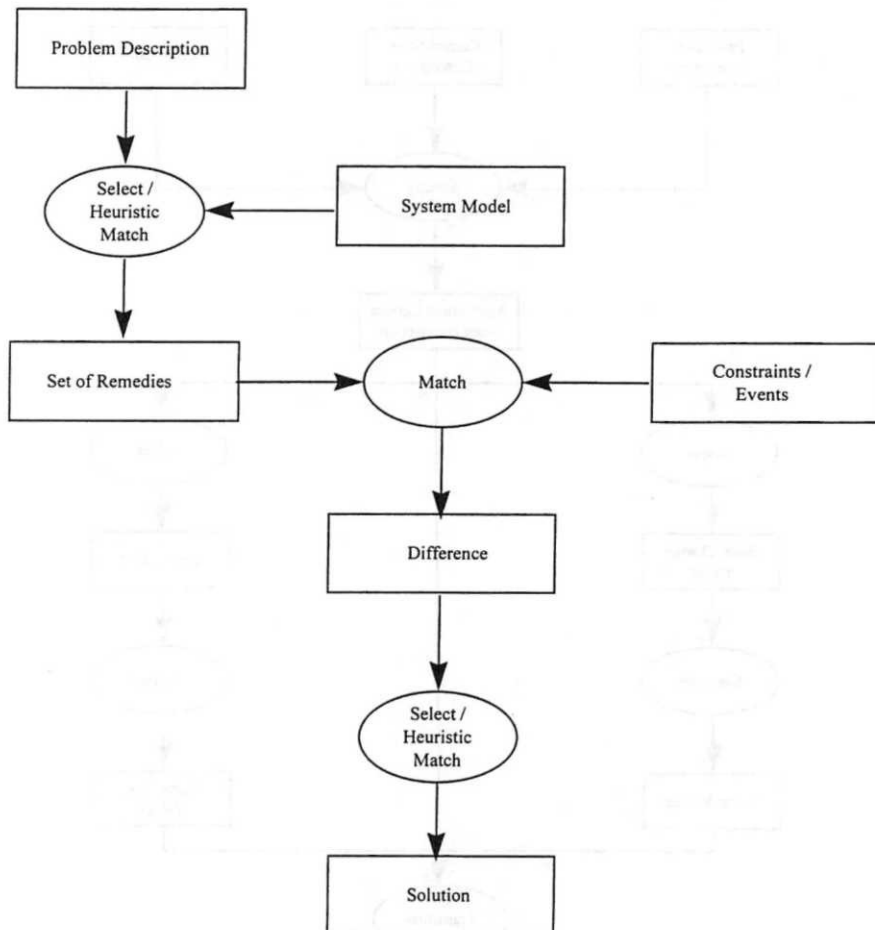 Problem Description
Select /
Heuristic
Match
System Model
Set of Remedies
Match
Constraints /
Events
Difference
Select /
Heuristic
Match
Solution